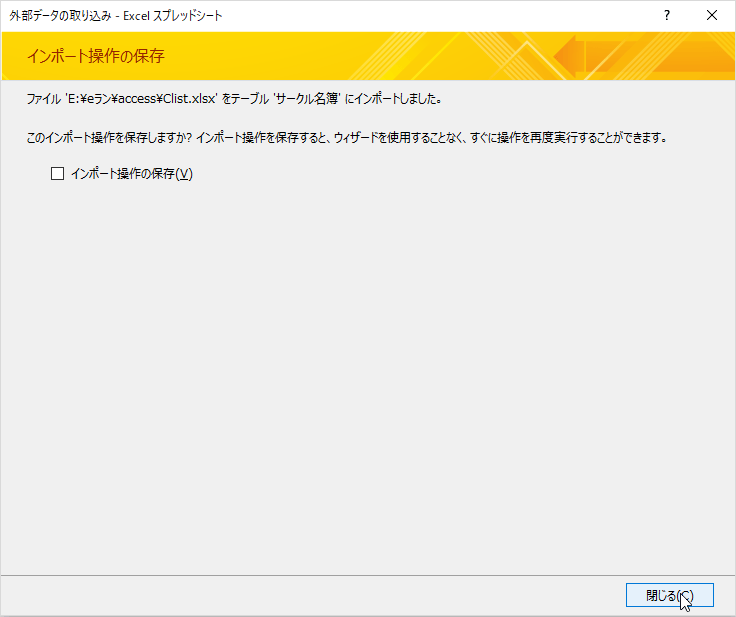 外部データの取り込み - Excel スプレッドシート
?
インポート操作の保存
ファイル 'E:¥eラン¥access¥Clist.xlsx' をテーブル 'サークル名簿' にインポートしました。
このインポート操作を保存しますか? インポート操作を保存すると、ウィザードを使用することなく、すぐに操作を再度実行することができます。
インポート操作の保存(V)
閉じる(C)